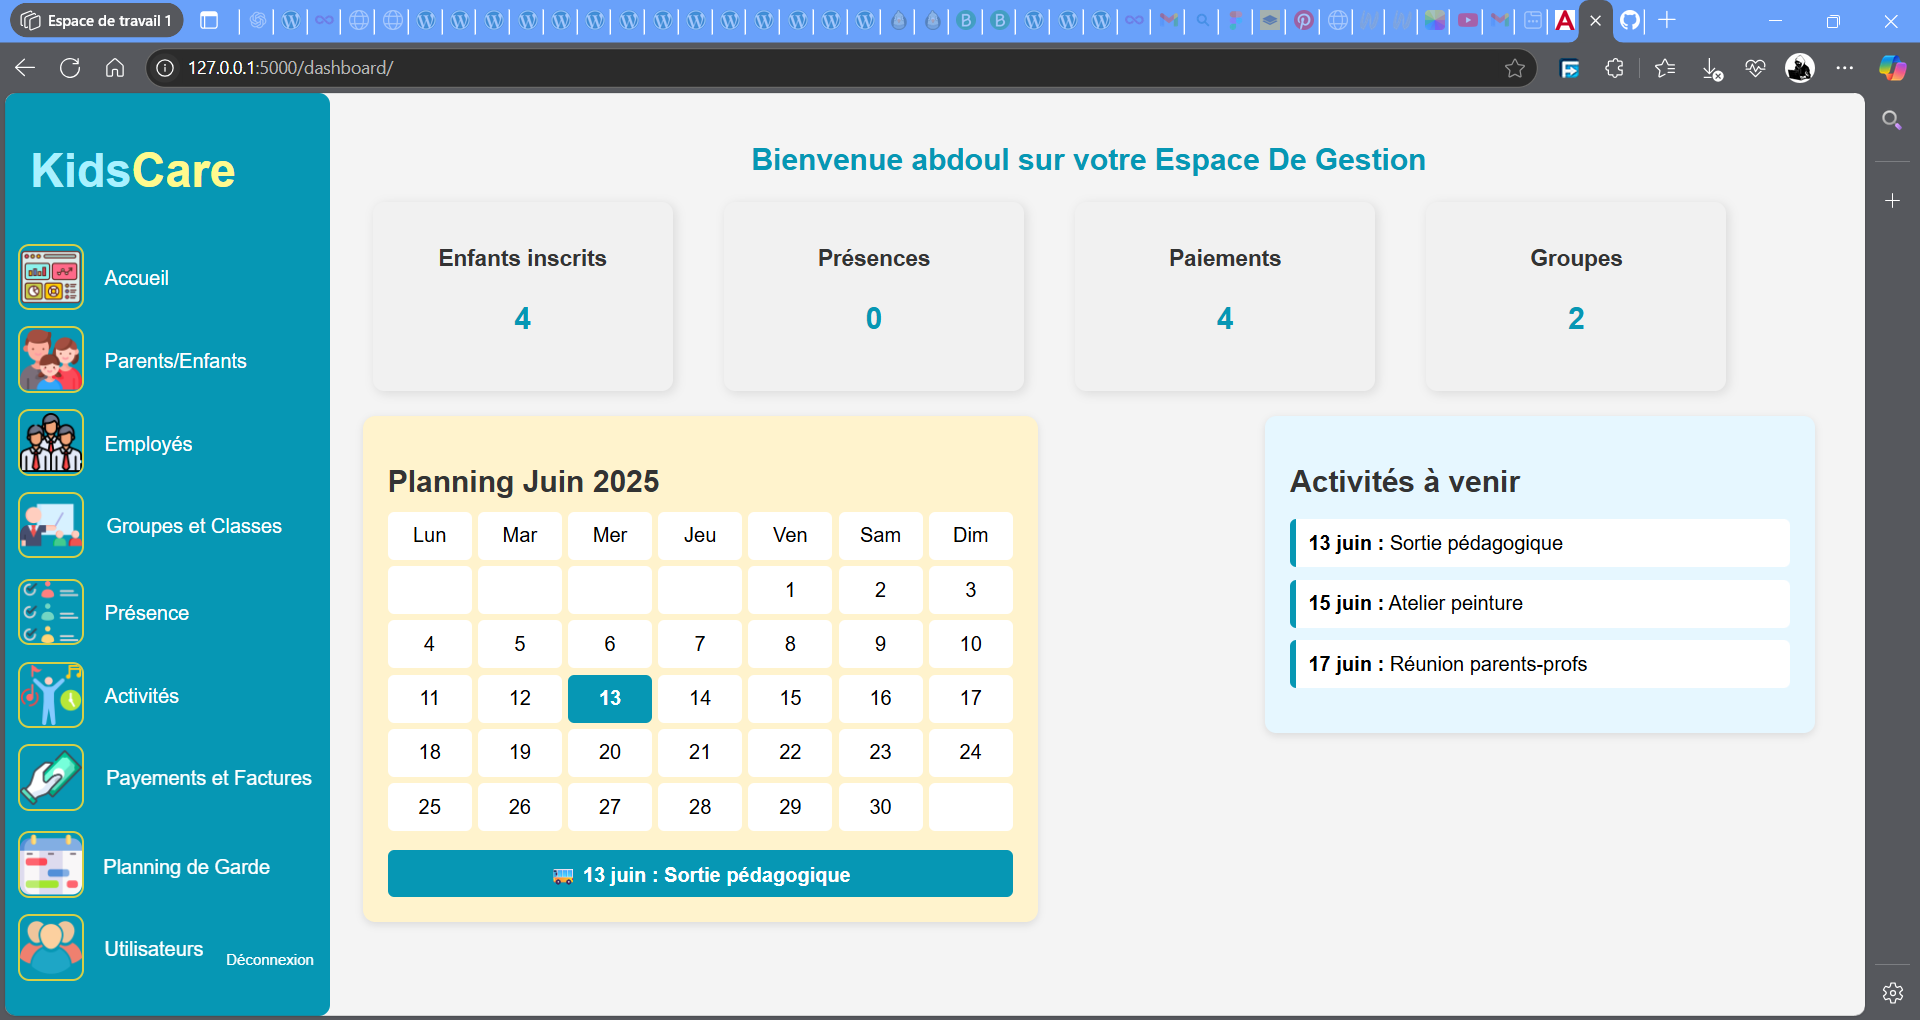 Espace de travail 1
127.0.0.1:5000/dashboard/
KidsCare
Accueil
Parents/Enfants
Employés
Groupes et Classes
Présence
Activités
Payements et Factures
Planning de Garde
Utilisateurs
Déconnexion
Bienvenue abdoul sur votre Espace De Gestion
Enfants inscrits
4
Présences
0
Paiements
4
Groupes
2
Planning Juin 2025
Lun Mar Mer Jeu Ven Sam Dim
1 2 3
4 5 6 7 8 9 10
11 12 13 14 15 16 17
18 19 20 21 22 23 24
25 26 27 28 29 30
13 juin : Sortie pédagogique
Activités à venir
13 juin : Sortie pédagogique
15 juin : Atelier peinture
17 juin : Réunion parents-profs